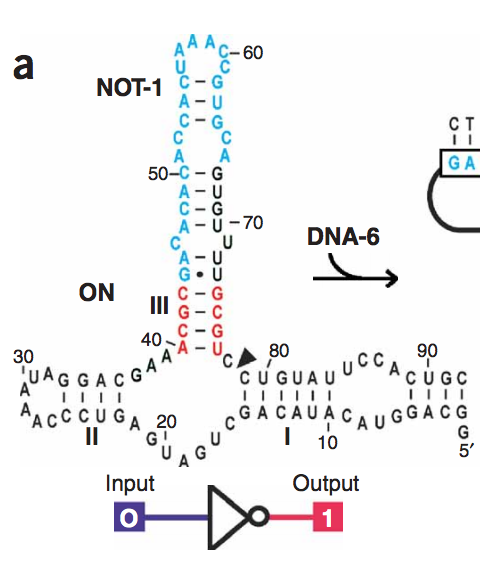 a
NOT-1
A A A C 60
A C
U C
C – G
A – U
C – G
C C
A A
50 – C – G
A – U
C – G
A – U – 70
C U
A – U
G • U
ON
III
C – G
G – C
C – G
40 A – U
DNA-6
C T
G A
30
U A G G A C G A A A
A
A A C C C U G A G U A G U C
II
20
C
80
90
C U G U A U U C C A C U G C
G A C A U A C A U G G A C G
G
G
5'
I
10
Input
Output
0
1